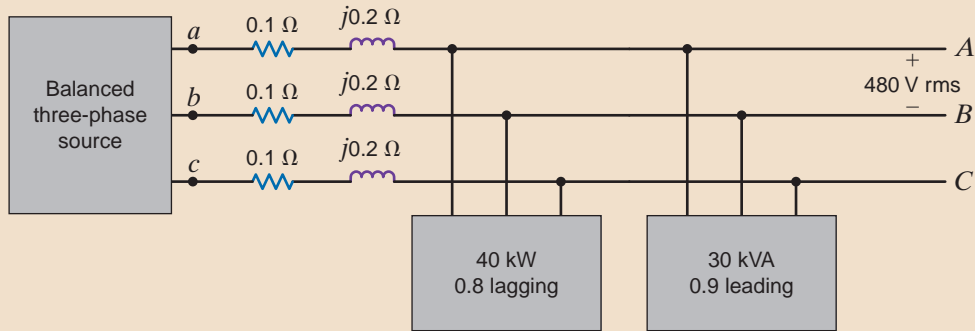 a 0.1 Ω j0.2 Ω A
+
480 V rms
−
Balanced
three-phase
source
b 0.1 Ω j0.2 Ω B
c 0.1 Ω j0.2 Ω C
40 kW
0.8 lagging
30 kVA
0.9 leading